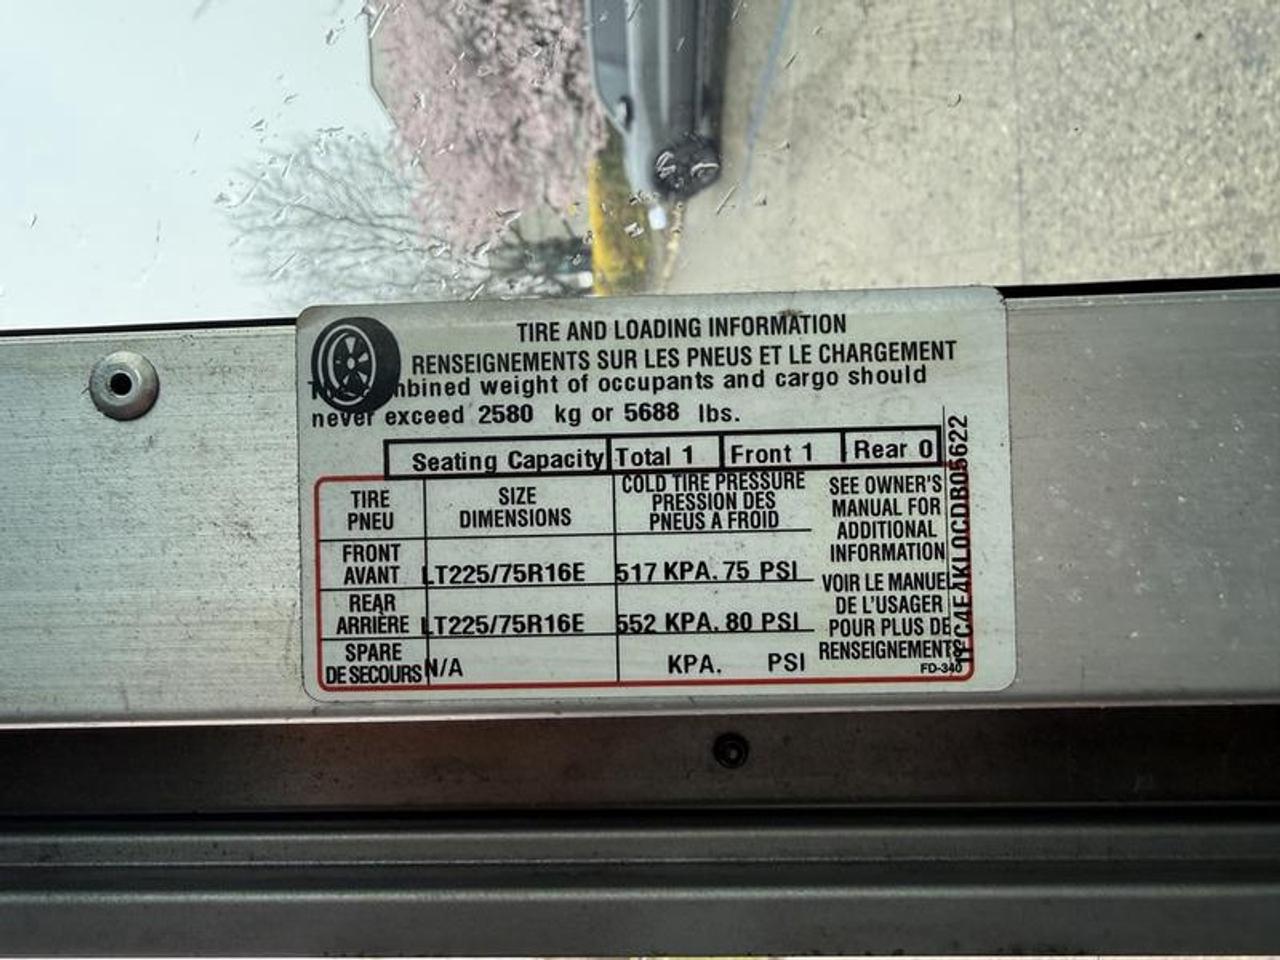 TIRE AND LOADING INFORMATION
RENSEIGNEMENTS SUR LES PNEUS ET LE CHARGEMENT
weight of occupants and cargo should
never exceed 2580 kg or 5688 lbs.
Seating Capacity Total 1 Front 1 Rear 0
TIRE
PNEU
SIZE
DIMENSIONS
COLD TIRE PRESSURE
PRESSION DES
PNEUS A FROID
FRONT
AVANT
LT225/75R16E
517 KPA. 75 PSI
REAR
ARRIÈRE
LT225/75R16E
552 KPA. 80 PSI
SPARE
DE SECOURS
N/A
KPA. PSI
SEE OWNER'S
MANUAL FOR
ADDITIONAL
INFORMATION
VOIR LE MANUEL
DE L'USAGER
POUR PLUS DE
RENSEIGNEMENTS
FD-340